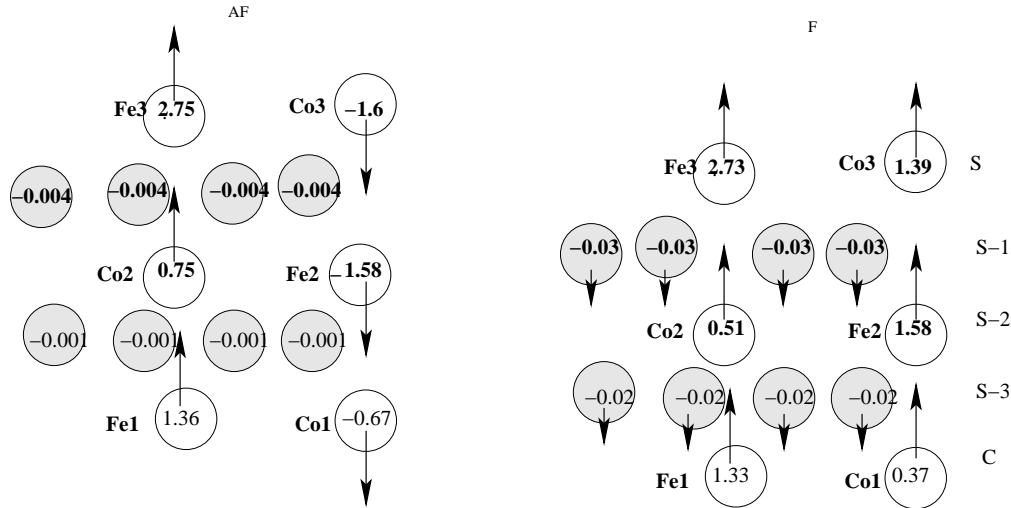 AF
Fe3 2.75
Co3 −1.6
−0.004 −0.004 −0.004 −0.004
Co2 0.75
Fe2 −1.58
−0.001 −0.001 −0.001 −0.001
Fe1 1.36
Co1 −0.67
F
Fe3 2.73
Co3 1.39 S
−0.03 −0.03 −0.03 −0.03 S−1
Co2 0.51
Fe2 1.58 S−2
−0.02 −0.02 −0.02 −0.02 S−3
Fe1 1.33
Co1 0.37 C